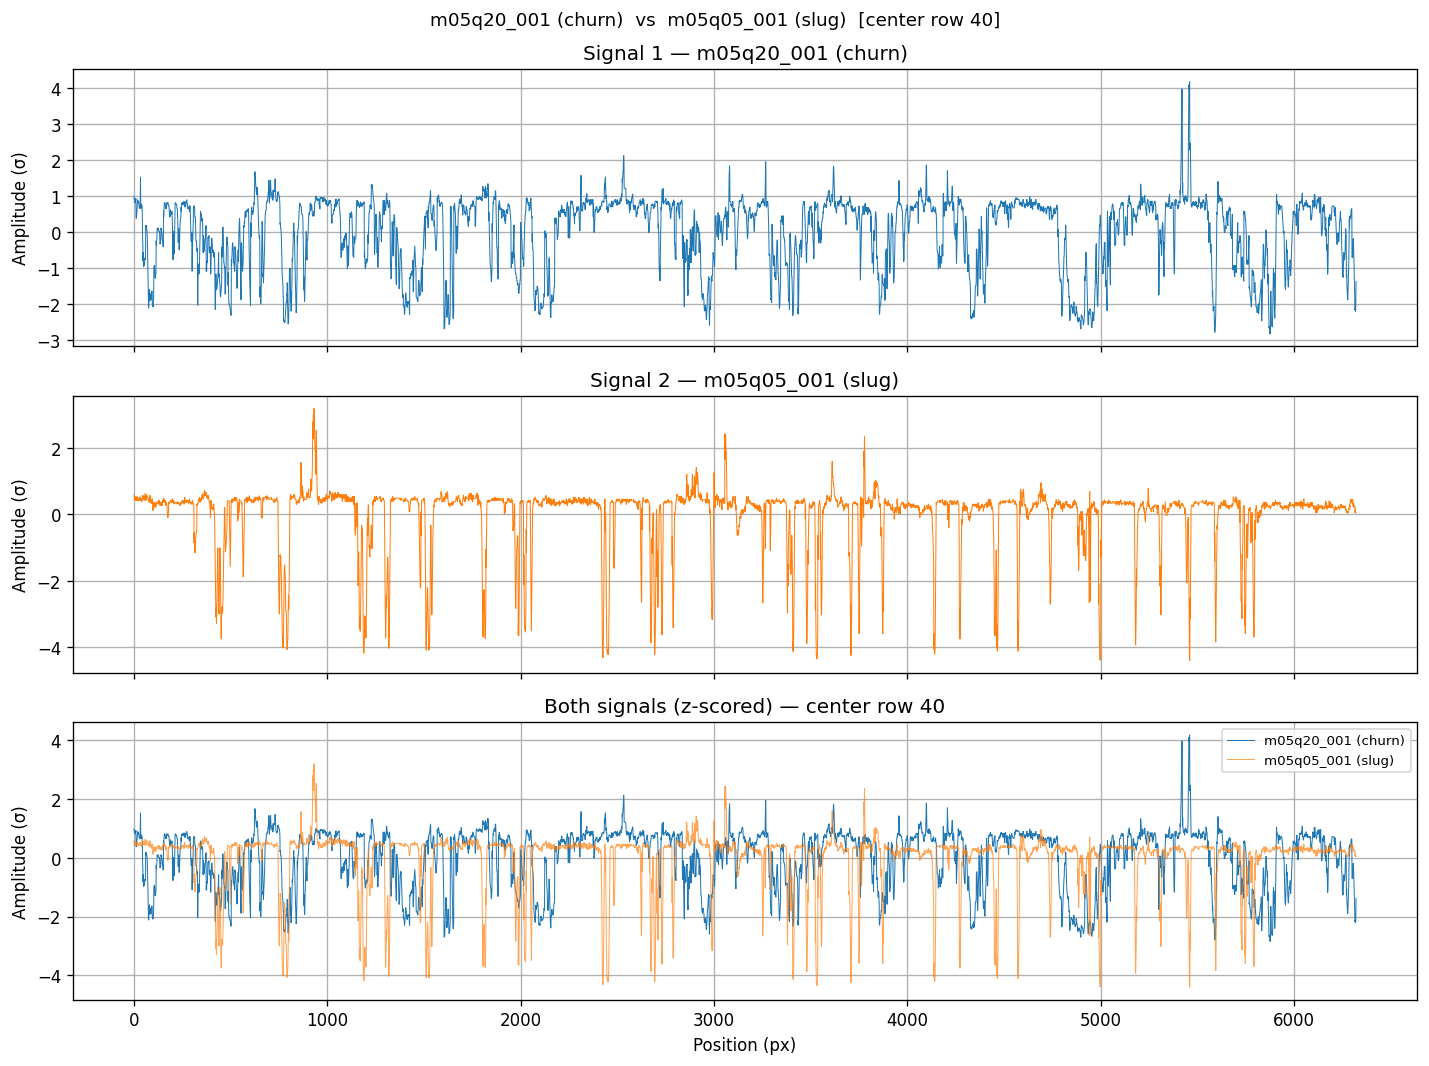 m05q20_001 (churn)  vs  m05q05_001 (slug)  [center row 40]
Signal 1 — m05q20_001 (churn)
Amplitude (σ)
4
3
2
1
0
−1
−2
−3
Signal 2 — m05q05_001 (slug)
Amplitude (σ)
2
0
−2
−4
Both signals (z-scored) — center row 40
Amplitude (σ)
4
2
0
−2
−4
m05q20_001 (churn)
m05q05_001 (slug)
0 1000 2000 3000 4000 5000 6000
Position (px)